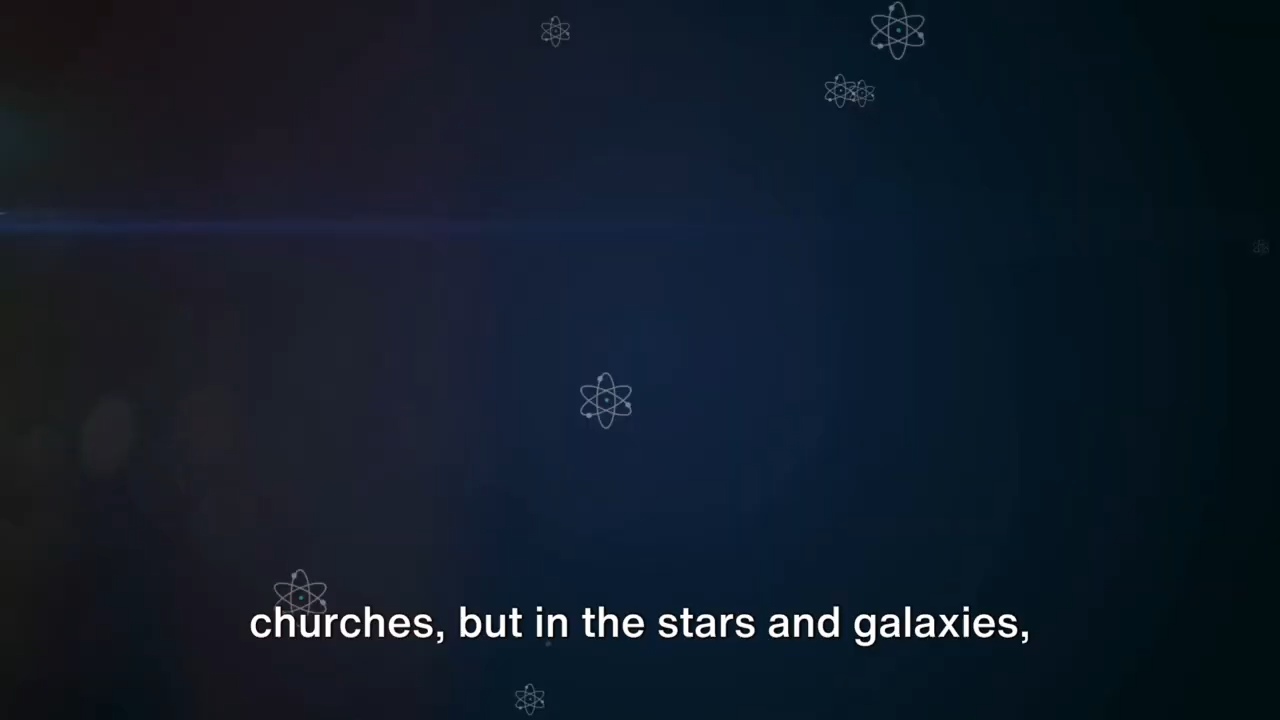 churches, but in the stars and galaxies,